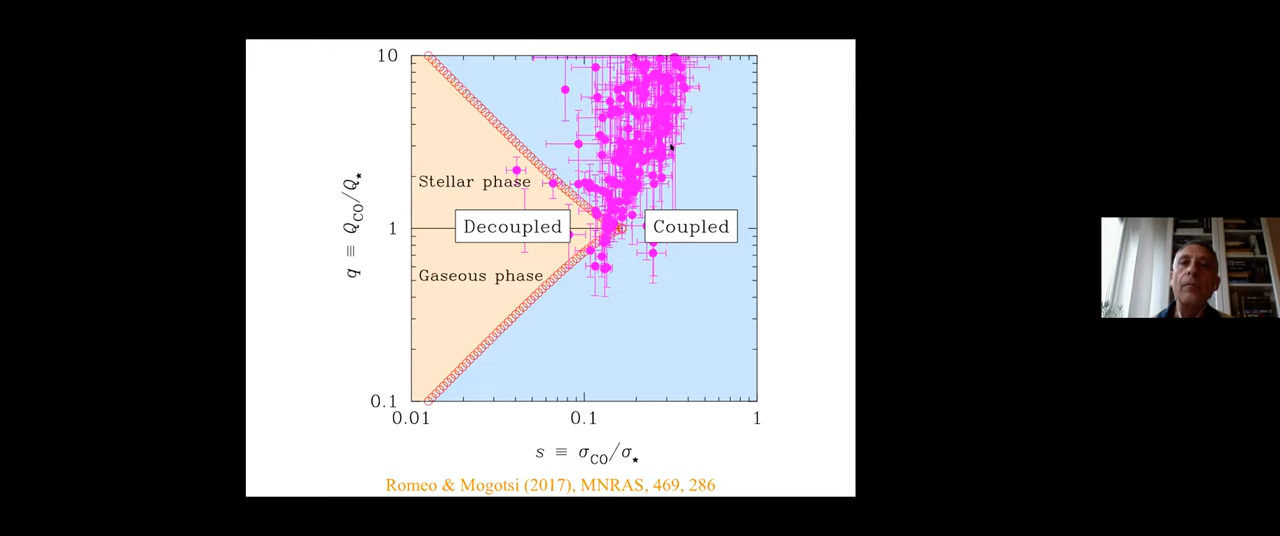 10
Stellar phase
q ≡ Q_CO/Q_★
1
Decoupled
Coupled
Gaseous phase
0.1
0.01
0.1
1
s ≡ σ_CO/σ_★
Romeo & Mogotsi (2017), MNRAS, 469, 286